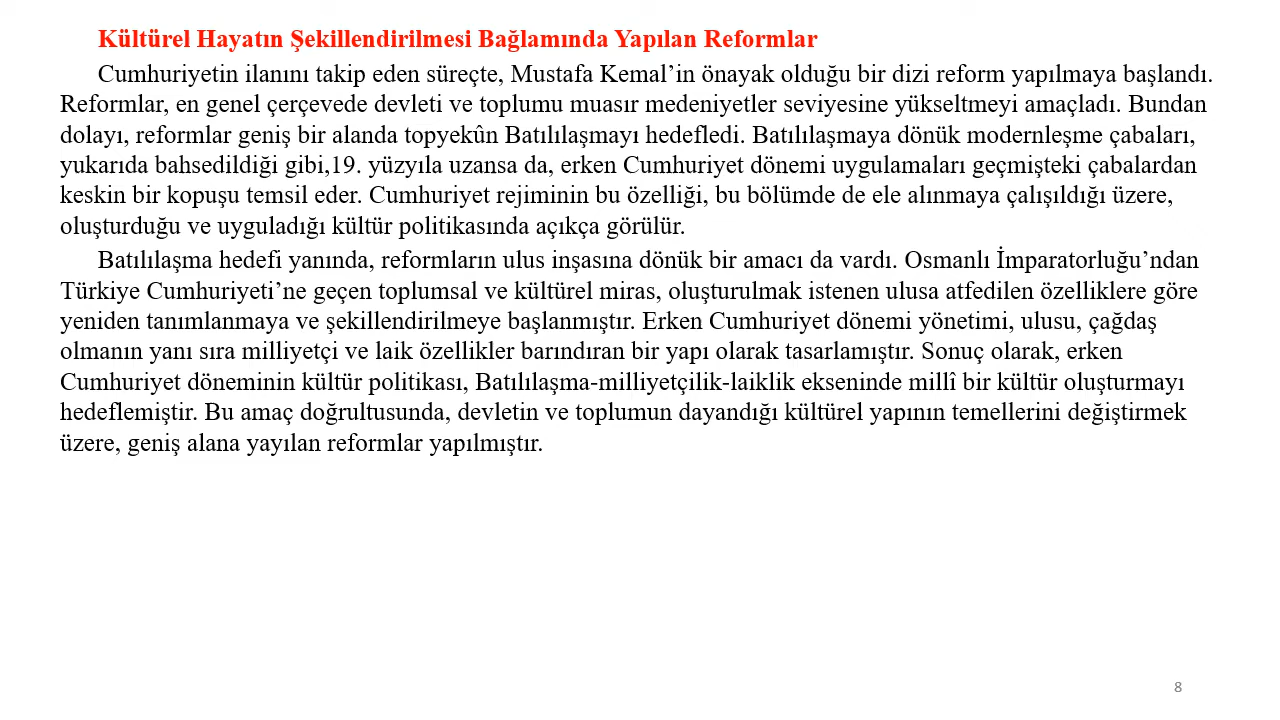 Kültürel Hayatın Şekillendirilmesi Bağlamında Yapılan Reformlar
Cumhuriyetin ilanını takip eden süreçte, Mustafa Kemal’in önayak olduğu bir dizi reform yapılmaya başlandı.
Reformlar, en genel çerçevede devleti ve toplumu muasır medeniyetler seviyesine yükseltmeyi amaçladı. Bundan
dolayı, reformlar geniş bir alanda topyekûn Batılılaşmayı hedefledi. Batılılaşmaya dönük modernleşme çabaları,
yukarıda bahsedildiği gibi,19. yüzyıla uzansa da, erken Cumhuriyet dönemi uygulamaları geçmişteki çabalardan
keskin bir kopuşu temsil eder. Cumhuriyet rejiminin bu özelliği, bu bölümde de ele alınmaya çalışıldığı üzere,
oluşturduğu ve uyguladığı kültür politikasında açıkça görülür.
Batılılaşma hedefi yanında, reformların ulus inşasına dönük bir amacı da vardı. Osmanlı İmparatorluğu’ndan
Türkiye Cumhuriyeti’ne geçen toplumsal ve kültürel miras, oluşturulmak istenen ulusa atfedilen özelliklere göre
yeniden tanımlanmaya ve şekillendirilmeye başlanmıştır. Erken Cumhuriyet dönemi yönetimi, ulusu, çağdaş
olmanın yanı sıra milliyetçi ve laik özellikler barındıran bir yapı olarak tasarlamıştır. Sonuç olarak, erken
Cumhuriyet döneminin kültür politikası, Batılılaşma-milliyetçilik-laiklik ekseninde millî bir kültür oluşturmayı
hedeflemiştir. Bu amaç doğrultusunda, devletin ve toplumun dayandığı kültürel yapının temellerini değiştirmek
üzere, geniş alana yayılan reformlar yapılmıştır.
8